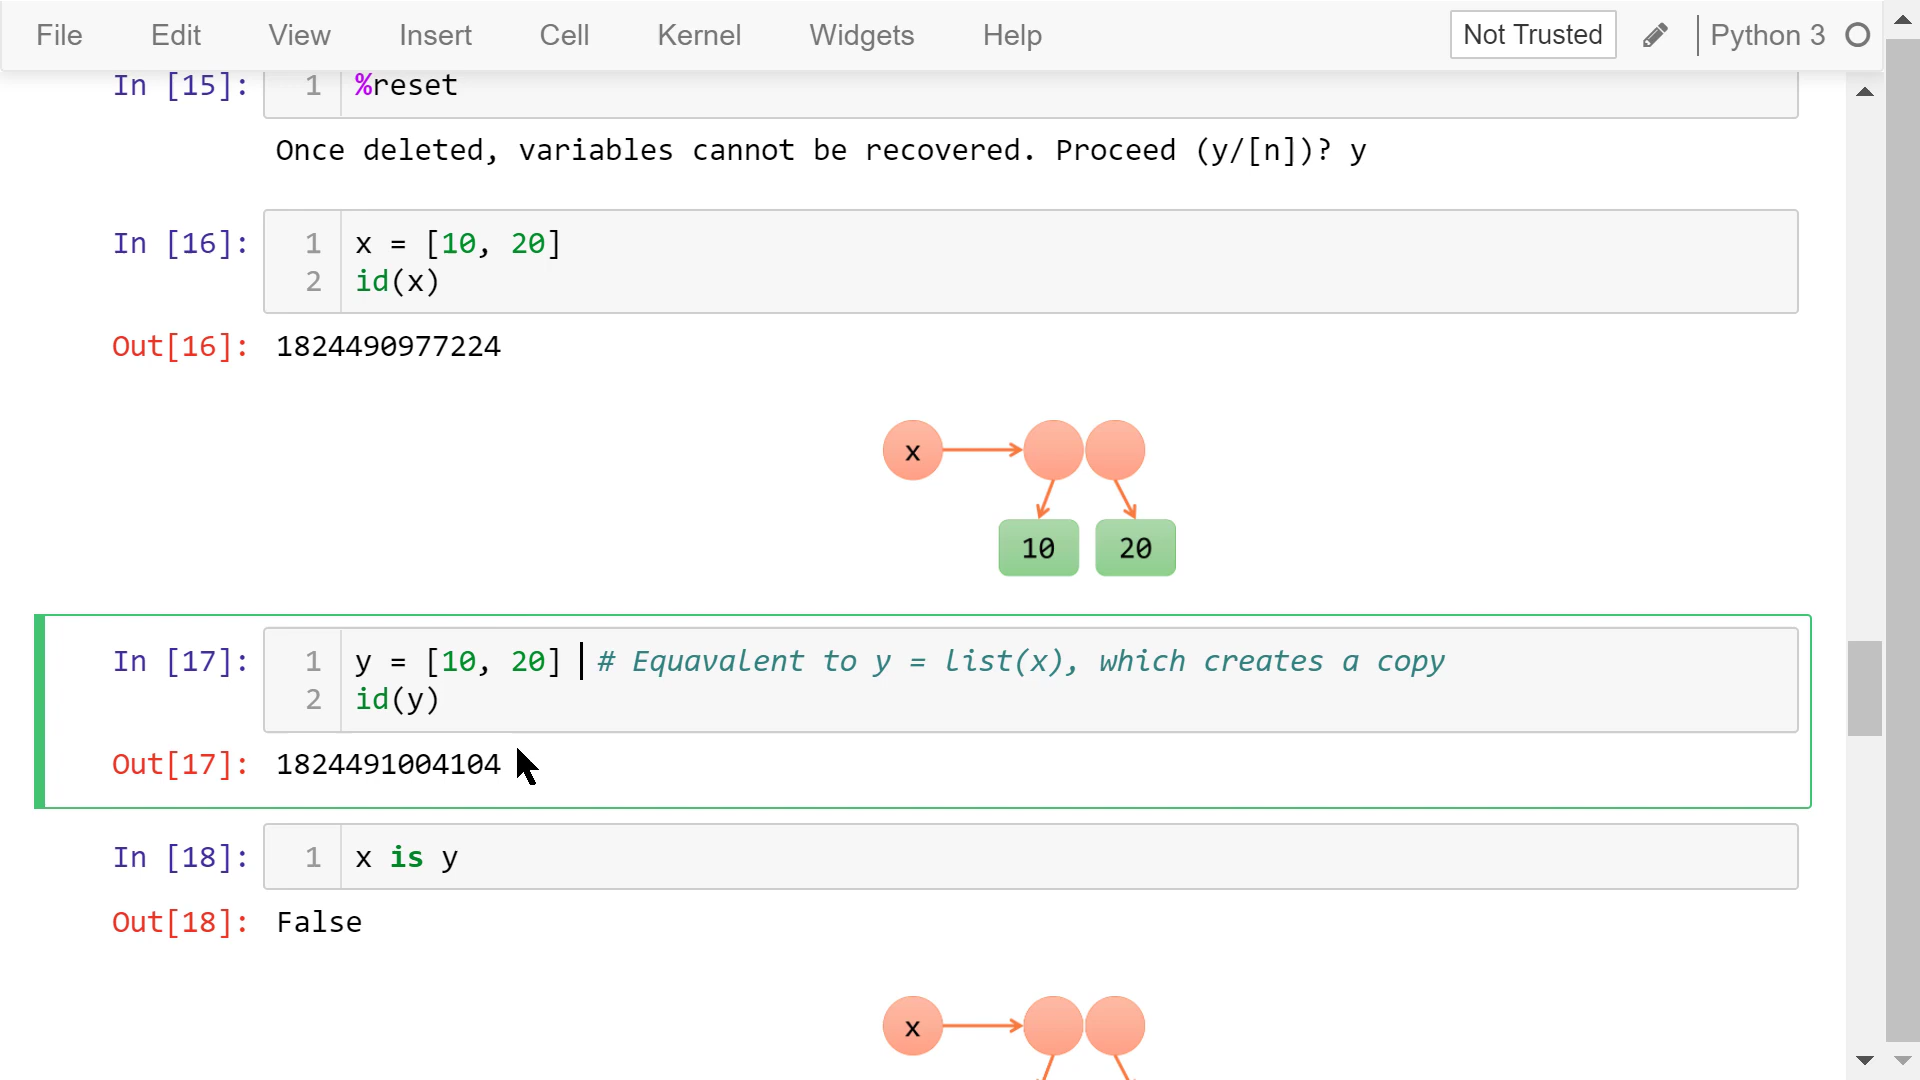 File Edit View Insert Cell Kernel Widgets Help Not Trusted Python 3
In [15]: 1 %reset
Once deleted, variables cannot be recovered. Proceed (y/[n])? y
In [16]: 1 x = [10, 20]
2 id(x)
Out[16]: 1824490977224
x
10 20
In [17]: 1 y = [10, 20] # Equavalent to y = list(x), which creates a copy
2 id(y)
Out[17]: 1824491004104
In [18]: 1 x is y
Out[18]: False
x